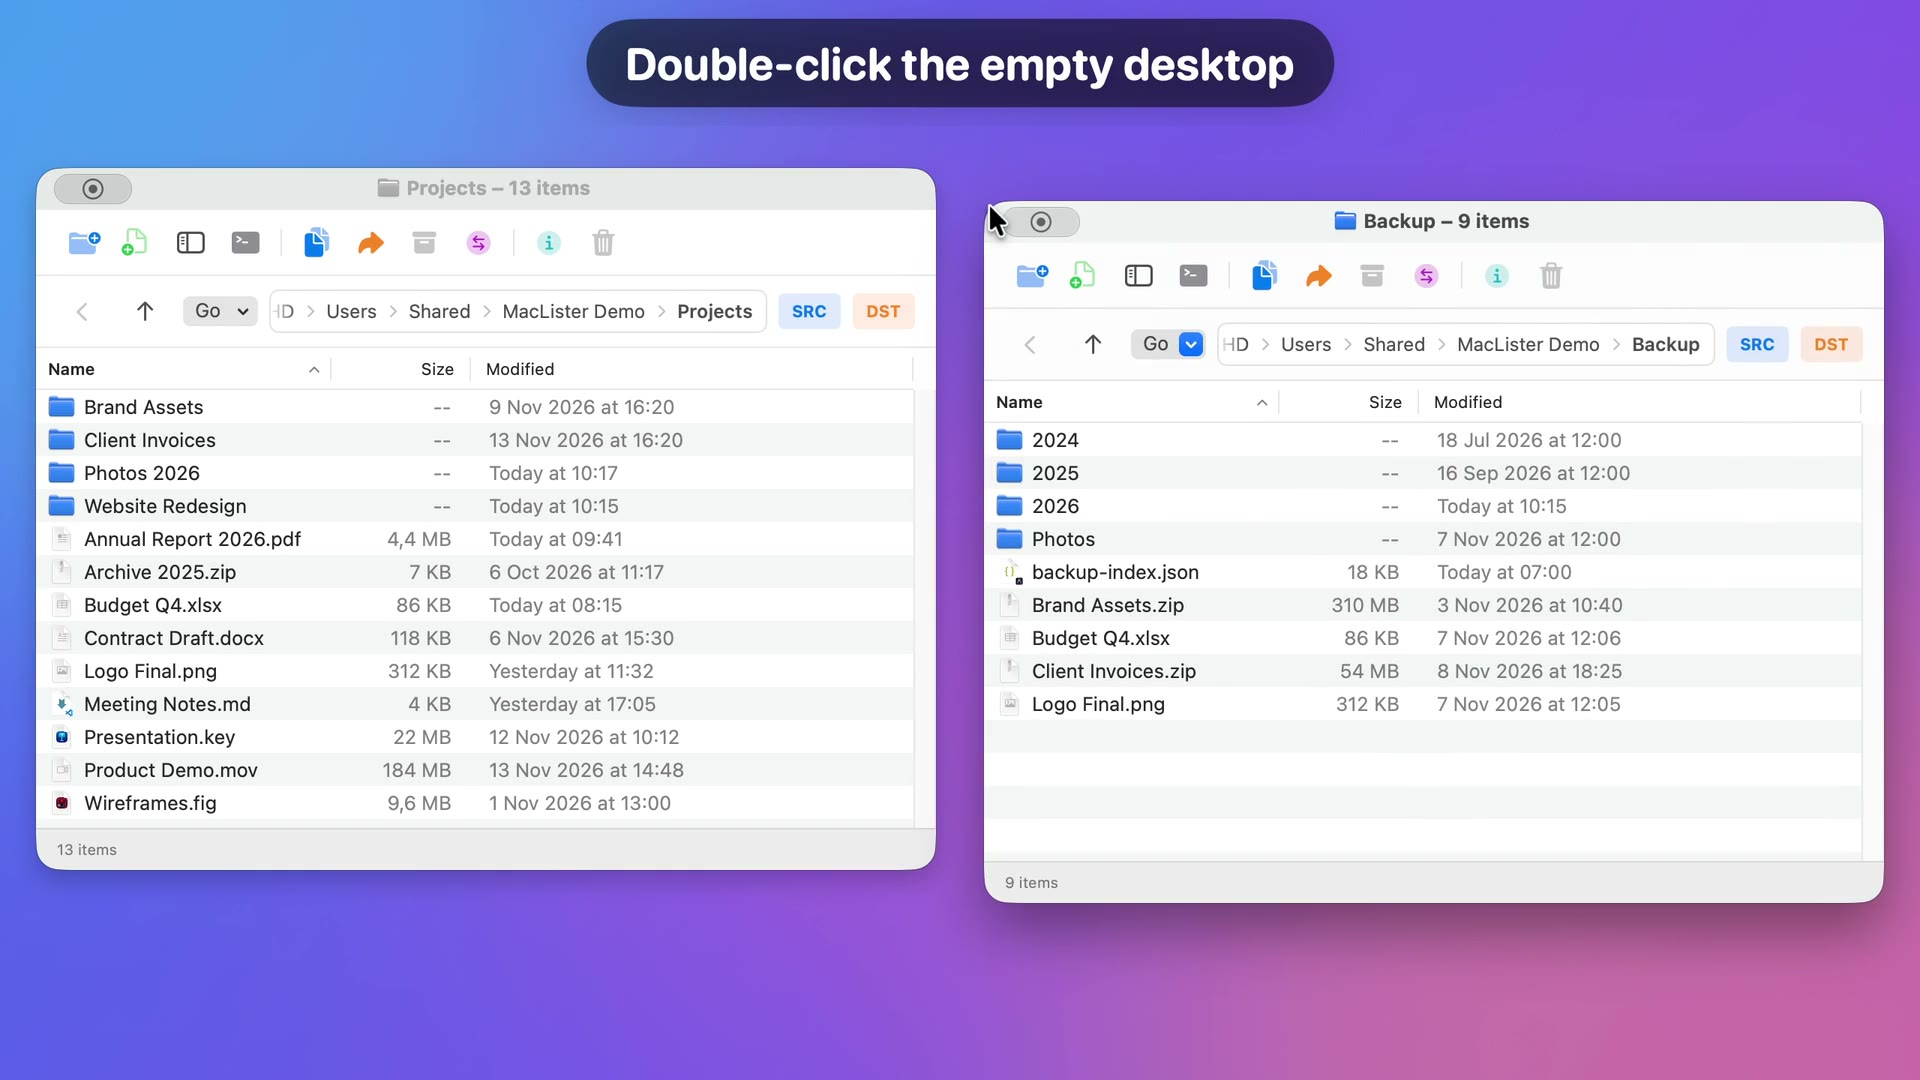 Double-click the empty desktop
Projects – 13 items
Go
Users
Shared
MacLister Demo
Projects
SRC
DST
Name
Size
Modified
Brand Assets -- 9 Nov 2026 at 16:20
Client Invoices -- 13 Nov 2026 at 16:20
Photos 2026 -- Today at 10:17
Website Redesign -- Today at 10:15
Annual Report 2026.pdf 4,4 MB Today at 09:41
Archive 2025.zip 7 KB 6 Oct 2026 at 11:17
Budget Q4.xlsx 86 KB Today at 08:15
Contract Draft.docx 118 KB 6 Nov 2026 at 15:30
Logo Final.png 312 KB Yesterday at 11:32
Meeting Notes.md 4 KB Yesterday at 17:05
Presentation.key 22 MB 12 Nov 2026 at 10:12
Product Demo.mov 184 MB 13 Nov 2026 at 14:48
Wireframes.fig 9,6 MB 1 Nov 2026 at 13:00
13 items
Backup – 9 items
Go
HD
Users
Shared
MacLister Demo
Backup
SRC
DST
Name
Size
Modified
2024 -- 18 Jul 2026 at 12:00
2025 -- 16 Sep 2026 at 12:00
2026 -- Today at 10:15
Photos -- 7 Nov 2026 at 12:00
backup-index.json 18 KB Today at 07:00
Brand Assets.zip 310 MB 3 Nov 2026 at 10:40
Budget Q4.xlsx 86 KB 7 Nov 2026 at 12:06
Client Invoices.zip 54 MB 8 Nov 2026 at 18:25
Logo Final.png 312 KB 7 Nov 2026 at 12:05
9 items